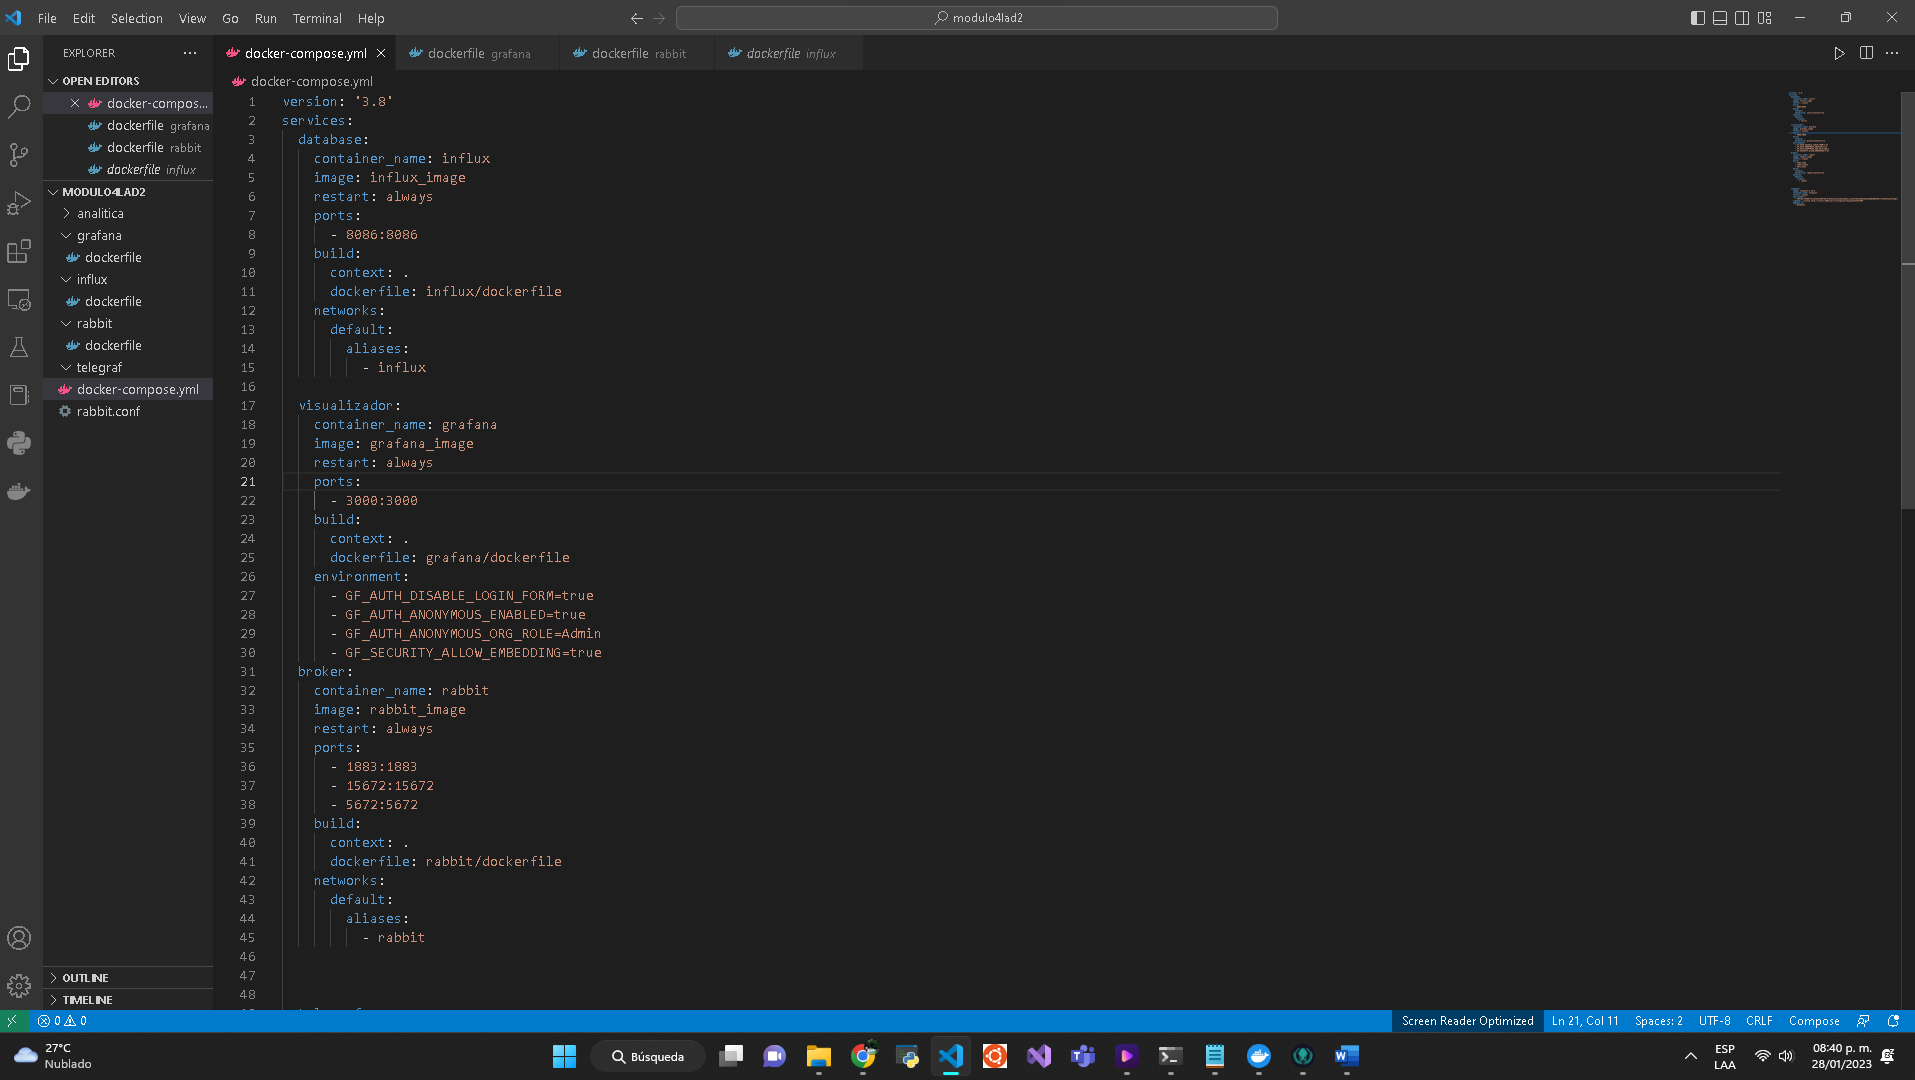 File Edit Selection View Go Run Terminal Help
modulo4lad2
EXPLORER
OPEN EDITORS
docker-compos...
dockerfile grafana
dockerfile rabbit
dockerfile influx
MODULO4LAD2
analitica
grafana
dockerfile
influx
dockerfile
rabbit
dockerfile
telegraf
docker-compose.yml
rabbit.conf
OUTLINE
TIMELINE
docker-compose.yml dockerfile grafana dockerfile rabbit dockerfile influx
docker-compose.yml
1 version: '3.8'
2 services:
3 database:
4 container_name: influx
5 image: influx_image
6 restart: always
7 ports:
8 - 8086:8086
9 build:
10 context: .
11 dockerfile: influx/dockerfile
12 networks:
13 default:
14 aliases:
15 - influx
16
17 visualizador:
18 container_name: grafana
19 image: grafana_image
20 restart: always
21 ports:
22 - 3000:3000
23 build:
24 context: .
25 dockerfile: grafana/dockerfile
26 environment:
27 - GF_AUTH_DISABLE_LOGIN_FORM=true
28 - GF_AUTH_ANONYMOUS_ENABLED=true
29 - GF_AUTH_ANONYMOUS_ORG_ROLE=Admin
30 - GF_SECURITY_ALLOW_EMBEDDING=true
31 broker:
32 container_name: rabbit
33 image: rabbit_image
34 restart: always
35 ports:
36 - 1883:1883
37 - 15672:15672
38 - 5672:5672
39 build:
40 context: .
41 dockerfile: rabbit/dockerfile
42 networks:
43 default:
44 aliases:
45 - rabbit
46
47
48
0 0
Screen Reader Optimized Ln 21, Col 11 Spaces: 2 UTF-8 CRLF Compose
27°C
Nublado
Búsqueda
ESP
LAA
08:40 p. m.
28/01/2023